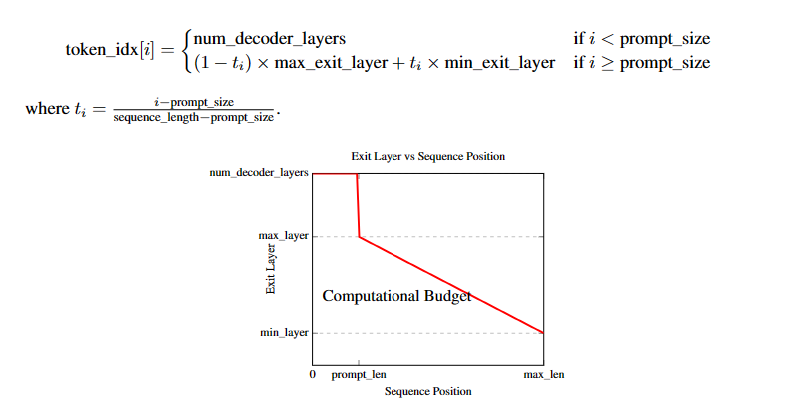 token_idx[i] = { num_decoder_layers if i < prompt_size
(1 − t_i) × max_exit_layer + t_i × min_exit_layer if i ≥ prompt_size
where t_i = i−prompt_size / sequence_length−prompt_size .
Exit Layer vs Sequence Position
num_decoder_layers
max_layer
Exit Layer
Computational Budget
min_layer
0 prompt_len max_len
Sequence Position